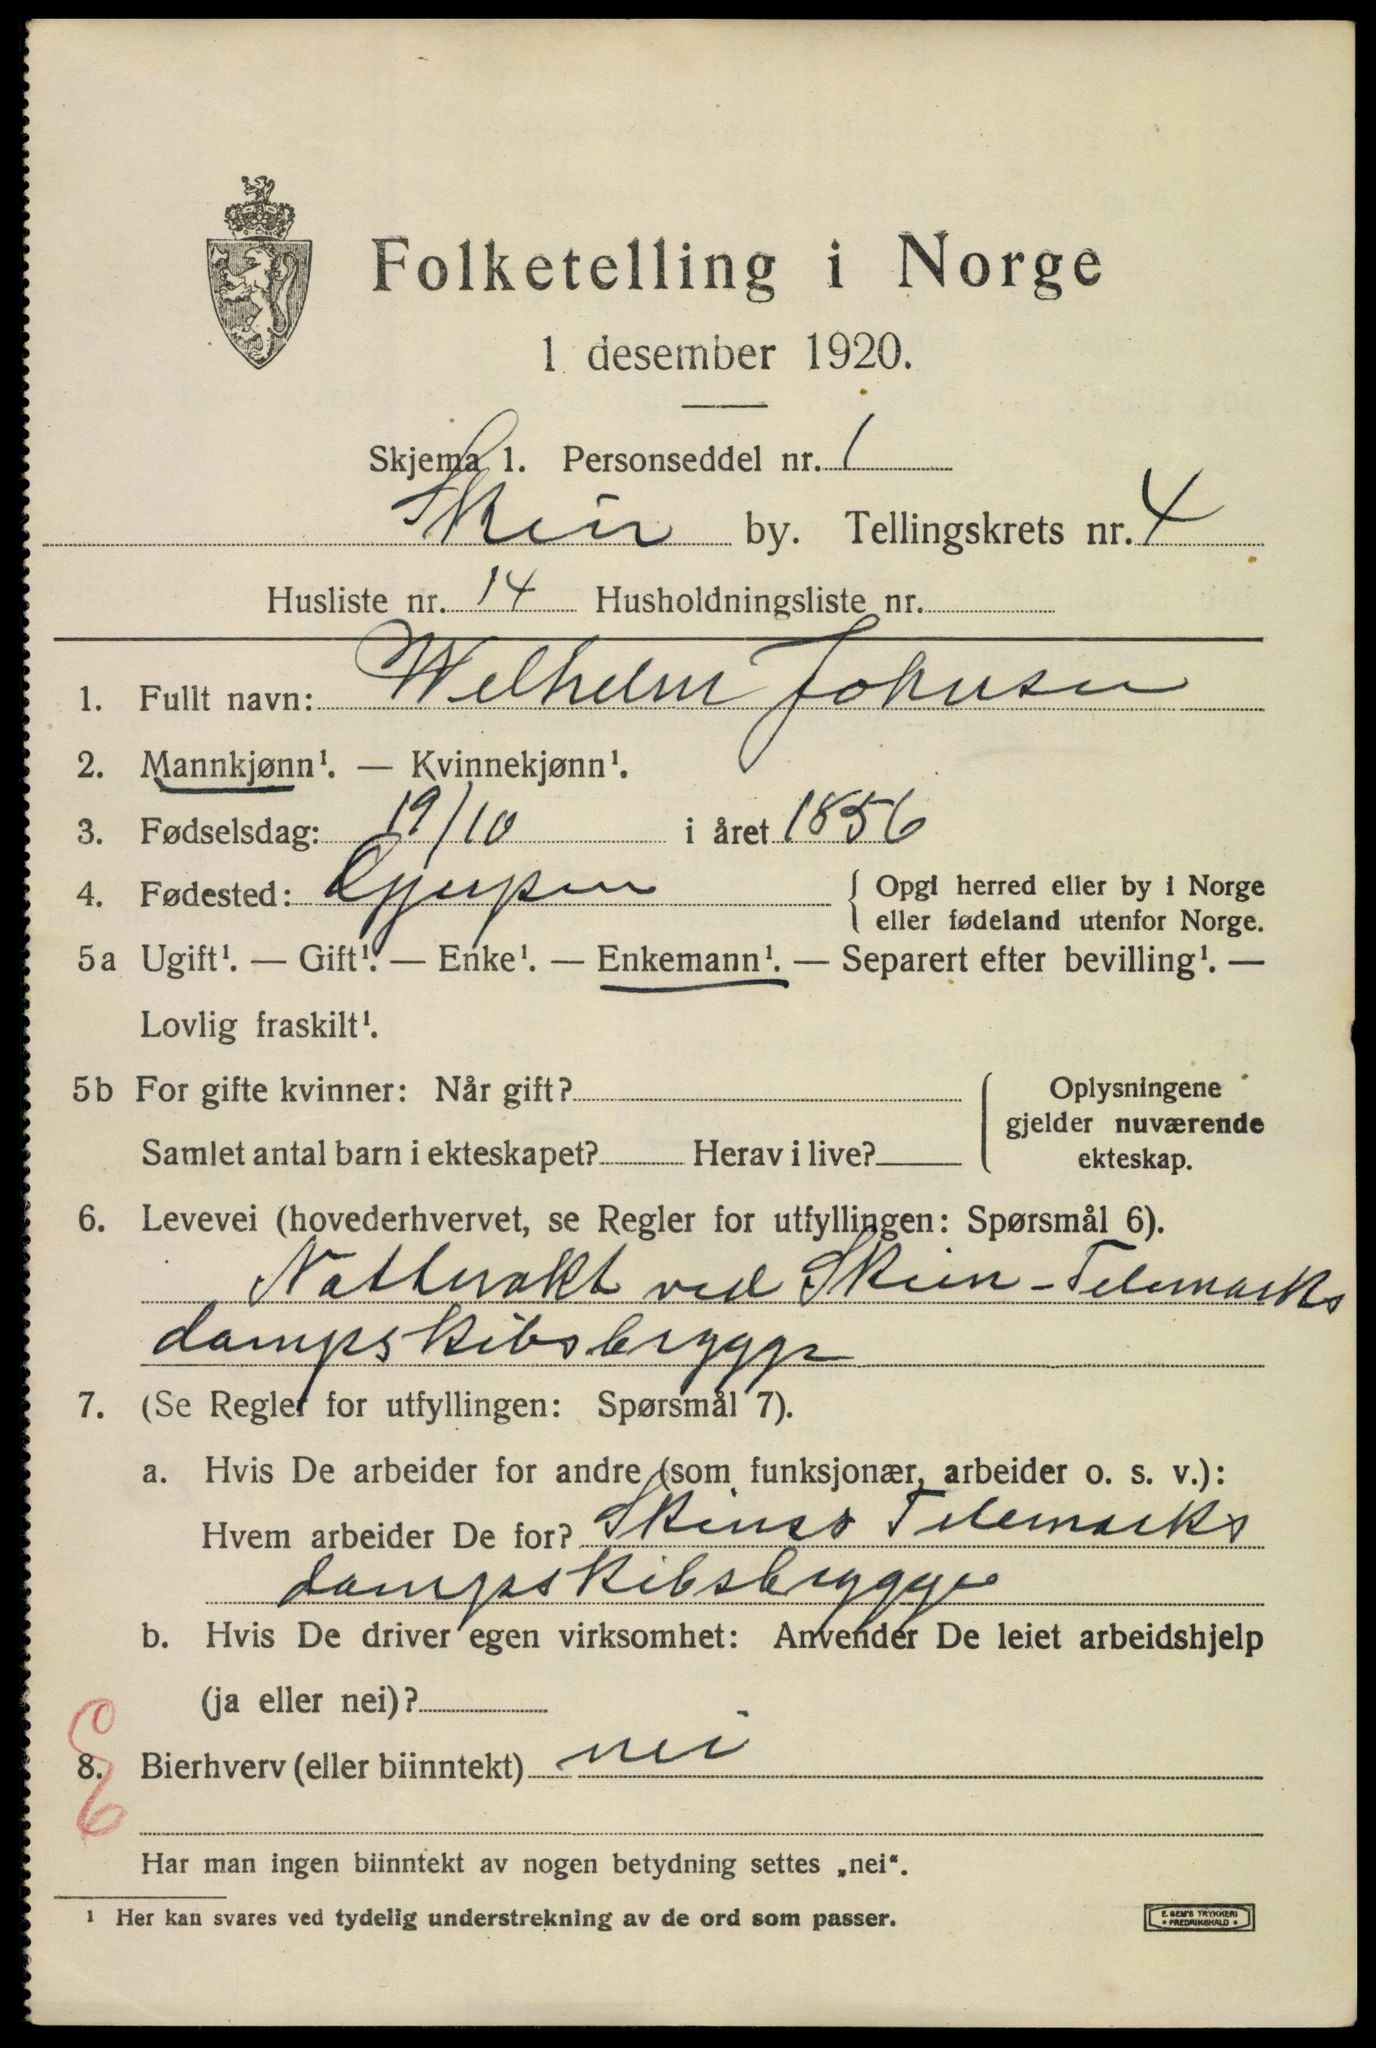 Folketelling i Norge
1 desember 1920.
Skjema 1. Personseddel nr. 1
Skien by. Tellingskrets nr. 4
Husliste nr. 14 Husholdningsliste nr.
1. Fullt navn: Welhelm Johnsen
2. Mannkjønn¹. — Kvinnekjønn¹.
3. Fødselsdag: 19/10 i året 1856
4. Fødested: Gjerpen { Opgi herred eller by i Norge
eller fødeland utenfor Norge.
5a Ugift¹. — Gift¹. — Enke¹. — Enkemann¹. — Separert efter bevilling¹. —
Lovlig fraskilt¹.
5b For gifte kvinner: Når gift? Oplysningene
gjelder nuværende
Samlet antal barn i ekteskapet? Herav i live? ekteskap.
6. Levevei (hovederhvervet, se Regler for utfyllingen: Spørsmål 6).
Nattevakt ved Skien-Telemarks
dampskibsbrygge
7. (Se Regler for utfyllingen: Spørsmål 7).
a. Hvis De arbeider for andre (som funksjonær, arbeider o. s. v.):
Hvem arbeider De for? Skiens Telemarks
dampskibsbrygge
b. Hvis De driver egen virksomhet: Anvender De leiet arbeidshjelp
(ja eller nei)?
8. Bierhverv (eller biinntekt) nei
Har man ingen biinntekt av nogen betydning settes „nei“.
¹ Her kan svares ved tydelig understrekning av de ord som passer.
E. SEM'S TRYKKERI
• FREDRIKSHALD •